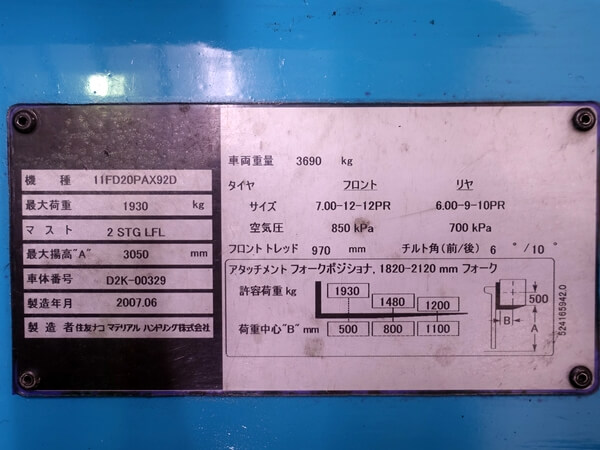 機 種 11FD20PAX92D
最大荷重 1930 kg
マスト 2 STG LFL
最大揚高"A" 3050 mm
車体番号 D2K-00329
製造年月 2007.06
製造者 住友ナコ マテリアル ハンドリング株式会社
車両重量 3690 kg
タイヤ フロント リヤ
サイズ 7.00-12-12PR 6.00-9-10PR
空気圧 850 kPa 700 kPa
フロントトレッド 970 mm チルト角(前/後) 6 °/10 °
アタッチメント フォークポジショナ, 1820-2120 mm フォーク
許容荷重 kg 1930 1480 1200
荷重中心"B" mm 500 800 1100
500
B
A
524165942.0